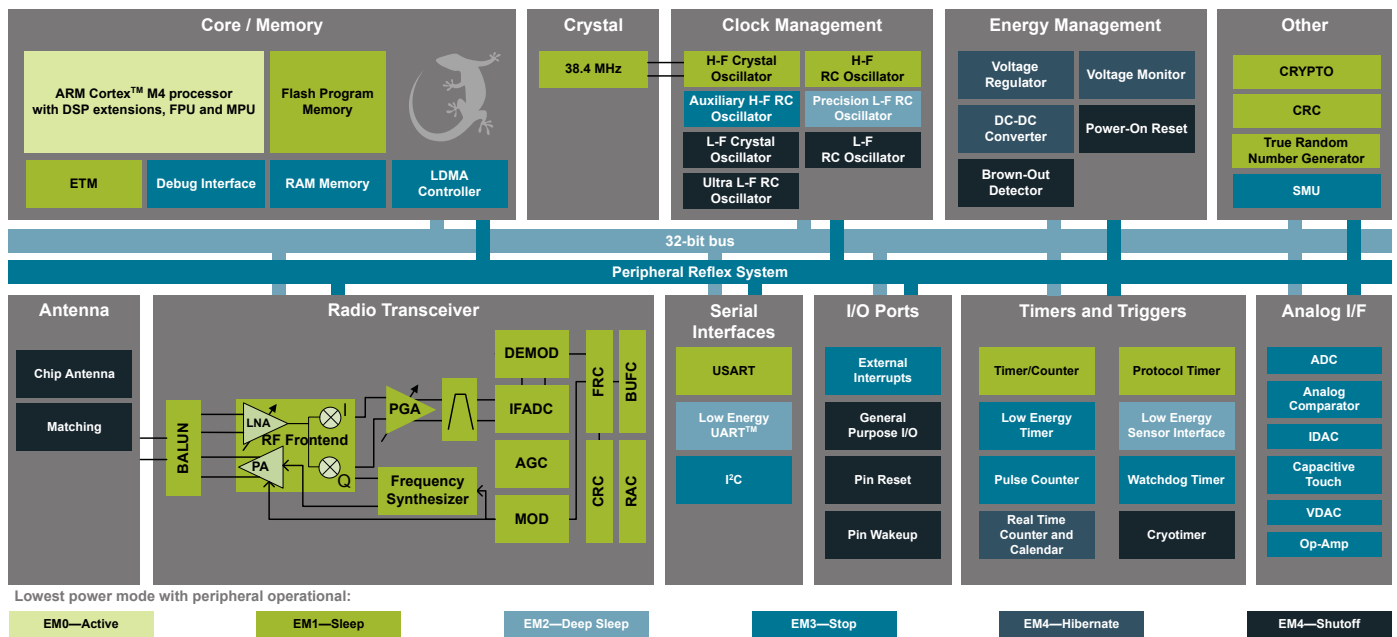 Core / Memory
ARM Cortex™ M4 processor
with DSP extensions, FPU and MPU
Flash Program
Memory
ETM
Debug Interface
RAM Memory
LDMA
Controller
Crystal
38.4 MHz
Clock Management
H-F Crystal
Oscillator
H-F
RC Oscillator
Auxiliary H-F RC
Oscillator
Precision L-F RC
Oscillator
L-F Crystal
Oscillator
L-F
RC Oscillator
Ultra L-F RC
Oscillator
Energy Management
Voltage
Regulator
Voltage Monitor
DC-DC
Converter
Power-On Reset
Brown-Out
Detector
Other
CRYPTO
CRC
True Random
Number Generator
SMU
32-bit bus
Peripheral Reflex System
Antenna
Chip Antenna
Matching
Radio Transceiver
BALUN
LNA
RF Frontend
PA
I
Q
PGA
Frequency
Synthesizer
DEMOD
IFADC
AGC
MOD
FRC
BUFC
CRC
RAC
Serial
Interfaces
USART
Low Energy
UART™
I²C
I/O Ports
External
Interrupts
General
Purpose I/O
Pin Reset
Pin Wakeup
Timers and Triggers
Timer/Counter
Protocol Timer
Low Energy
Timer
Low Energy
Sensor Interface
Pulse Counter
Watchdog Timer
Real Time
Counter and
Calendar
Cryotimer
Analog I/F
ADC
Analog
Comparator
IDAC
Capacitive
Touch
VDAC
Op-Amp
Lowest power mode with peripheral operational:
EM0—Active
EM1—Sleep
EM2—Deep Sleep
EM3—Stop
EM4—Hibernate
EM4—Shutoff